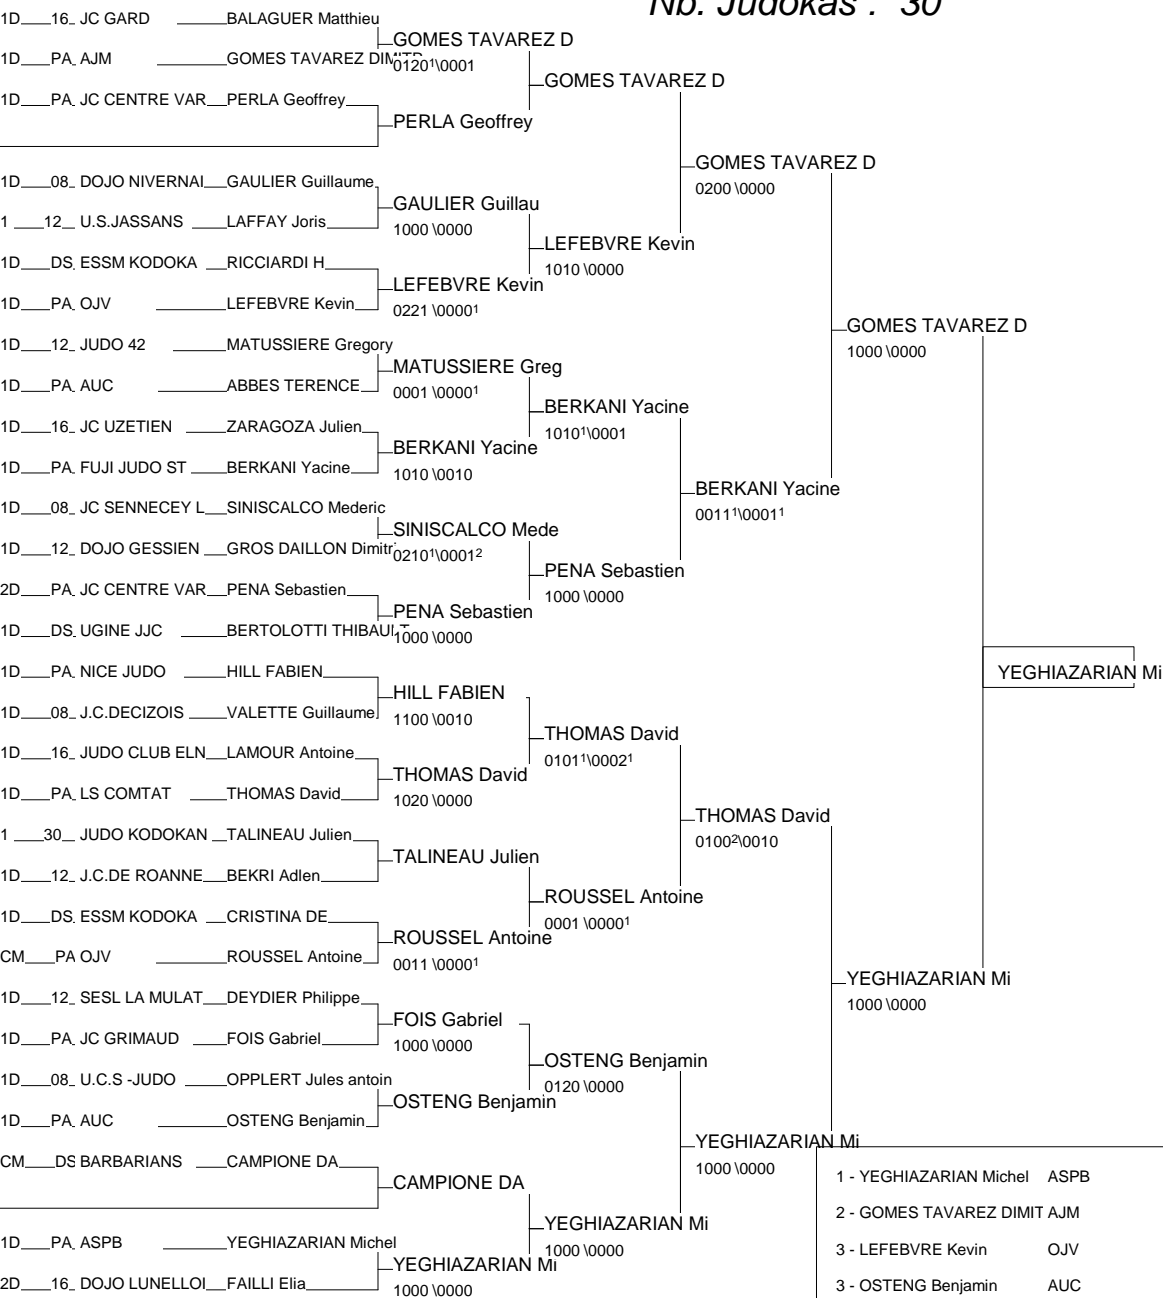 Nb. Judokas : 30
1D 16 JC GARD BALAGUER Matthieu
GOMES TAVAREZ D
1D PA AJM GOMES TAVAREZ DIMITR
0120¹\0001
GOMES TAVAREZ D
1D PA JC CENTRE VAR PERLA Geoffrey
PERLA Geoffrey
GOMES TAVAREZ D
0200 \0000
1D 08 DOJO NIVERNAI GAULIER Guillaume
GAULIER Guillau
1 12 U.S.JASSANS LAFFAY Joris
1000 \0000
LEFEBVRE Kevin
1010 \0000
1D DS ESSM KODOKA RICCIARDI H
LEFEBVRE Kevin
1D PA OJV LEFEBVRE Kevin
0221 \0000¹
GOMES TAVAREZ D
1000 \0000
1D 12 JUDO 42 MATUSSIERE Gregory
MATUSSIERE Greg
1D PA AUC ABBES TERENCE
0001 \0000¹
BERKANI Yacine
1010¹\0001
1D 16 JC UZETIEN ZARAGOZA Julien
BERKANI Yacine
1D PA FUJI JUDO ST BERKANI Yacine
1010 \0010
BERKANI Yacine
0011¹\0001¹
1D 08 JC SENNECEY L SINISCALCO Mederic
SINISCALCO Mede
1D 12 DOJO GESSIEN GROS DAILLON Dimitri
0210¹\0001²
PENA Sebastien
1000 \0000
2D PA JC CENTRE VAR PENA Sebastien
PENA Sebastien
1D DS UGINE JJC BERTOLOTTI THIBAULT
1000 \0000
YEGHIAZARIAN Mi
1D PA NICE JUDO HILL FABIEN
HILL FABIEN
1D 08 J.C.DECIZOIS VALETTE Guillaume
1100 \0010
THOMAS David
0101¹\0002¹
1D 16 JUDO CLUB ELN LAMOUR Antoine
THOMAS David
1D PA LS COMTAT THOMAS David
1020 \0000
THOMAS David
0100²\0010
1 30 JUDO KODOKAN TALINEAU Julien
TALINEAU Julien
1D 12 J.C.DE ROANNE BEKRI Adlen
ROUSSEL Antoine
0001 \0000¹
1D DS ESSM KODOKA CRISTINA DE
ROUSSEL Antoine
CM PA OJV ROUSSEL Antoine
0011 \0000¹
YEGHIAZARIAN Mi
1000 \0000
1D 12 SESL LA MULAT DEYDIER Philippe
FOIS Gabriel
1D PA JC GRIMAUD FOIS Gabriel
1000 \0000
OSTENG Benjamin
0120 \0000
1D 08 U.C.S -JUDO OPPLERT Jules antoin
OSTENG Benjamin
1D PA AUC OSTENG Benjamin
YEGHIAZARIAN Mi
1000 \0000
CM DS BARBARIANS CAMPIONE DA
CAMPIONE DA
YEGHIAZARIAN Mi
1000 \0000
1D PA ASPB YEGHIAZARIAN Michel
YEGHIAZARIAN Mi
2D 16 DOJO LUNELLOI FAILLI Elia
1000 \0000
1 - YEGHIAZARIAN Michel ASPB
2 - GOMES TAVAREZ DIMIT AJM
3 - LEFEBVRE Kevin OJV
3 - OSTENG Benjamin AUC